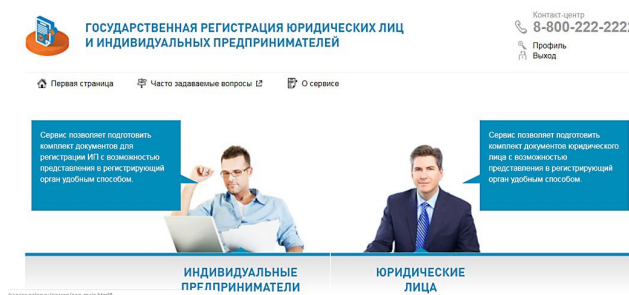 ГОСУДАРСТВЕННАЯ РЕГИСТРАЦИЯ ЮРИДИЧЕСКИХ ЛИЦ
И ИНДИВИДУАЛЬНЫХ ПРЕДПРИНИМАТЕЛЕЙ
Контакт-центр
8-800-222-2222
Профиль
Выход
Первая страница
Часто задаваемые вопросы
О сервисе
Сервис позволяет подготовить
комплект документов для
регистрации ИП с возможностью
представления в регистрирующий
орган удобным способом.
Сервис позволяет подготовить
комплект документов юридического
лица с возможностью
представления в регистрирующий
орган удобным способом.
ИНДИВИДУАЛЬНЫЕ
ПРЕДПРИНИМАТЕЛИ
ЮРИДИЧЕСКИЕ
ЛИЦА